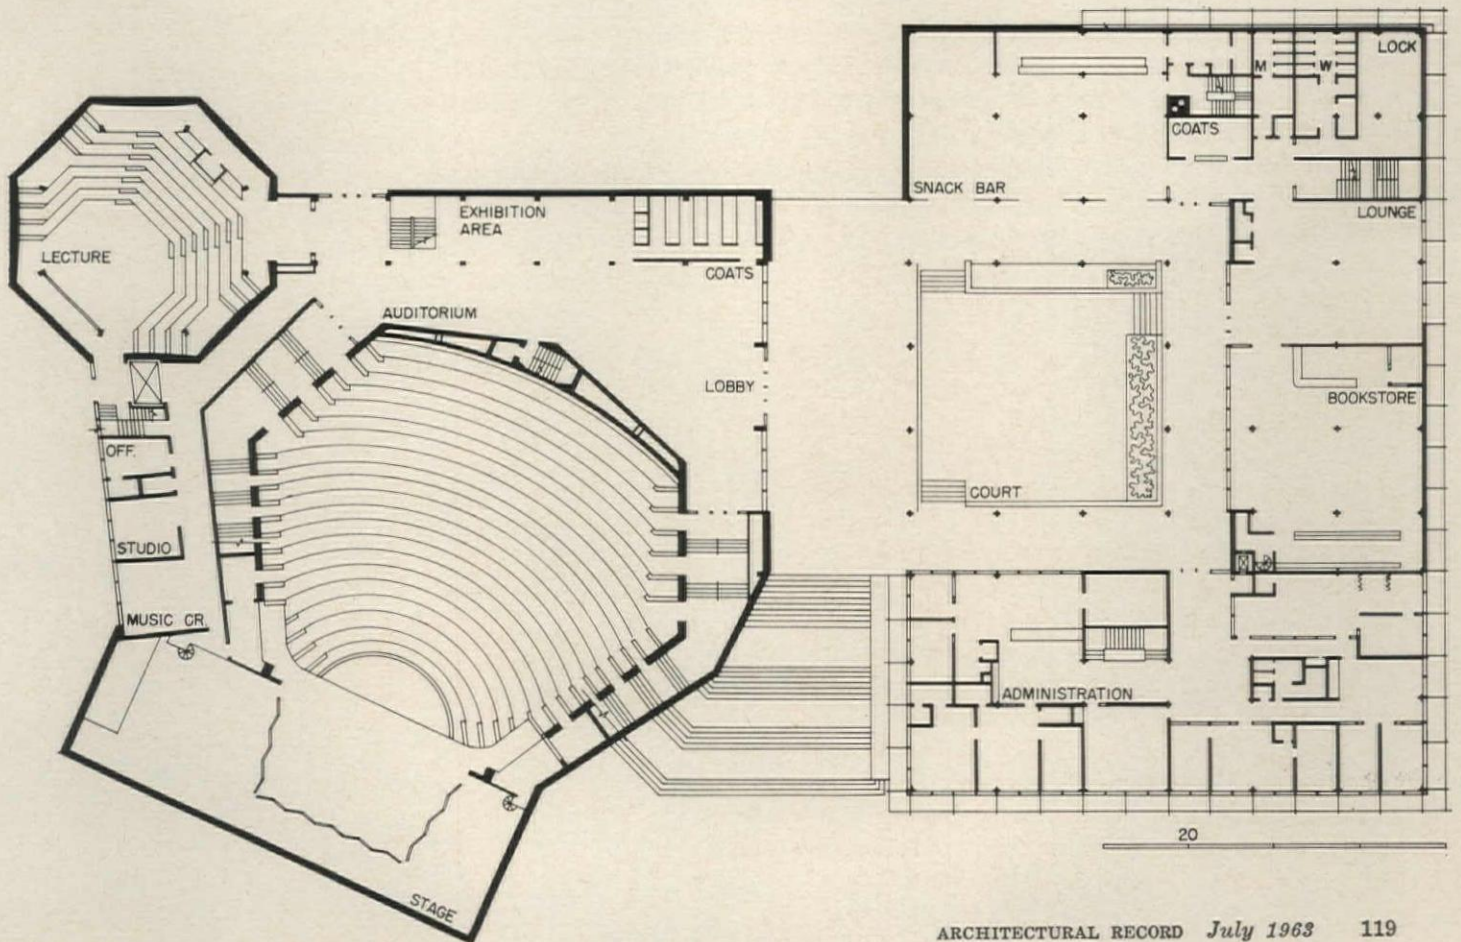 LOCK
M
W
COATS
SNACK BAR
LOUNGE
EXHIBITION
AREA
LECTURE
COATS
AUDITORIUM
LOBBY
BOOKSTORE
OFF.
COURT
STUDIO
MUSIC CR.
ADMINISTRATION
20
STAGE
ARCHITECTURAL RECORD July 1963 119